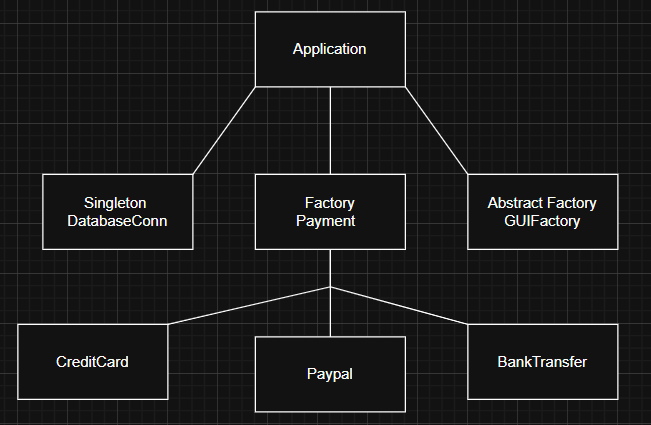 Application
Singleton
DatabaseConn
Factory
Payment
Abstract Factory
GUIFactory
CreditCard
Paypal
BankTransfer